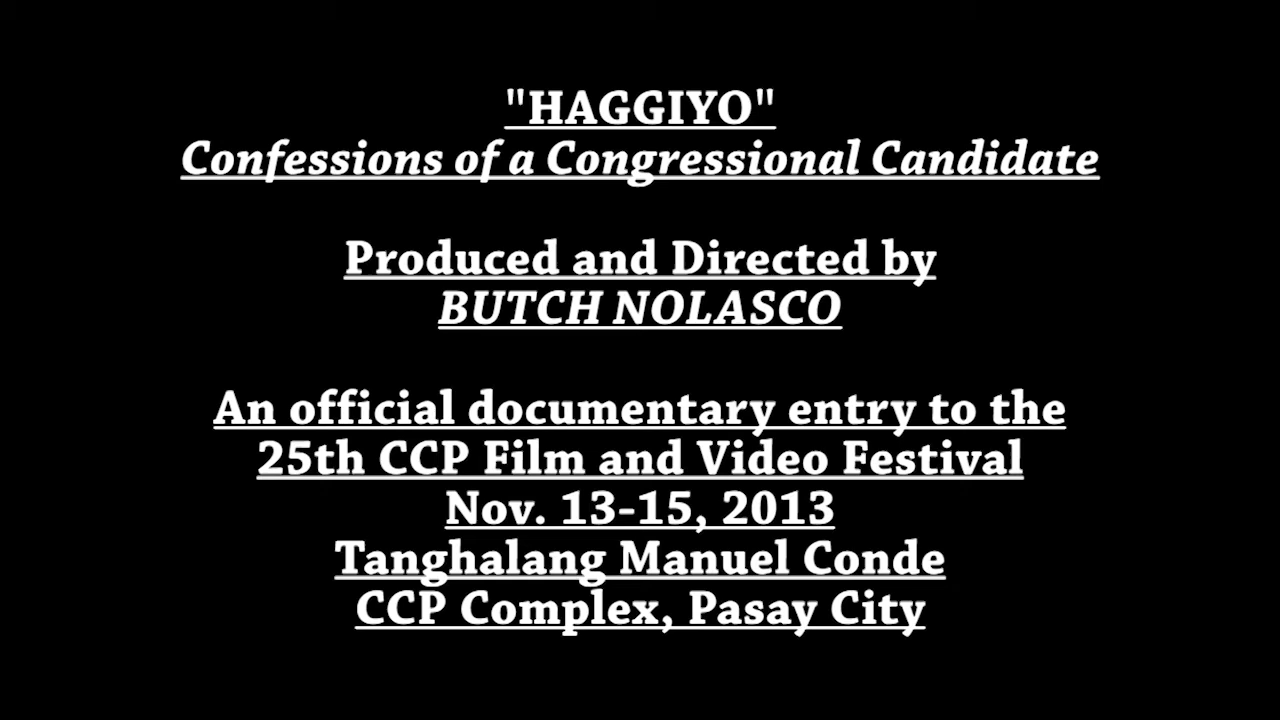 "HAGGIYO"
Confessions of a Congressional Candidate
Produced and Directed by
BUTCH NOLASCO
An official documentary entry to the
25th CCP Film and Video Festival
Nov. 13-15, 2013
Tanghalang Manuel Conde
CCP Complex, Pasay City